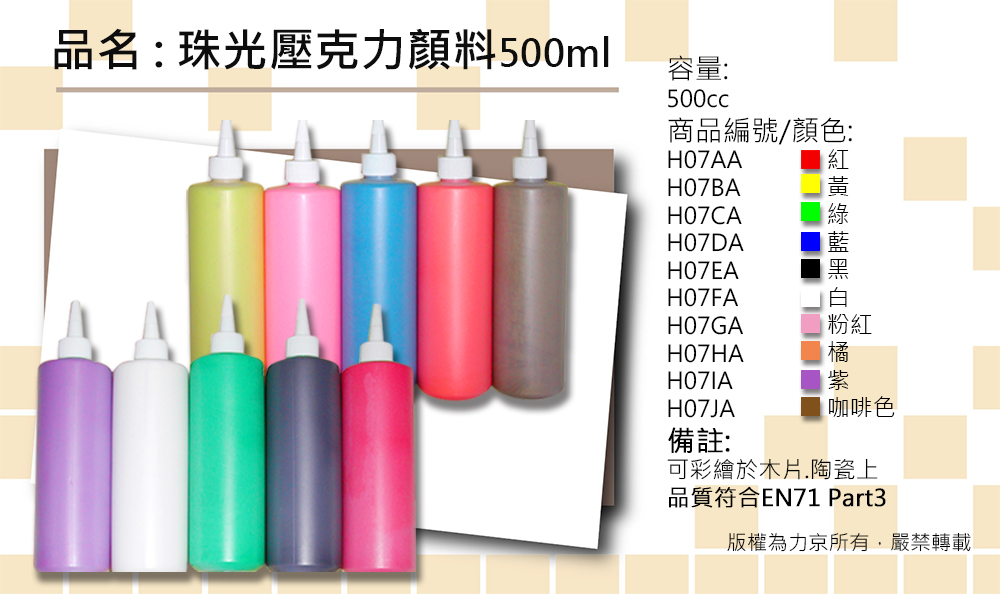 品名 : 珠光壓克力顏料500ml
容量:
500cc
商品編號/顏色:
H07AA 紅
H07BA 黃
H07CA 綠
H07DA 藍
H07EA 黑
H07FA 白
H07GA 粉紅
H07HA 橘
H07IA 紫
H07JA 咖啡色
備註:
可彩繪於木片.陶瓷上
品質符合EN71 Part3
版權為力京所有，嚴禁轉載